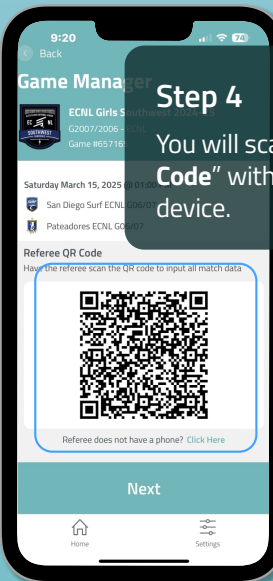 9:20
74
Back
Game Manager
ECNL Girls Southwest 2024-25
G2007/2006 - ECNL
Game #65716
Step 4
You will sca
Code” with
device.
Saturday March 15, 2025 @ 01:00
San Diego Surf ECNL G06/07
Pateadores ECNL G06/07
Referee QR Code
Have the referee scan the QR code to input all match data
Referee does not have a phone? Click Here
Next
Home
Settings